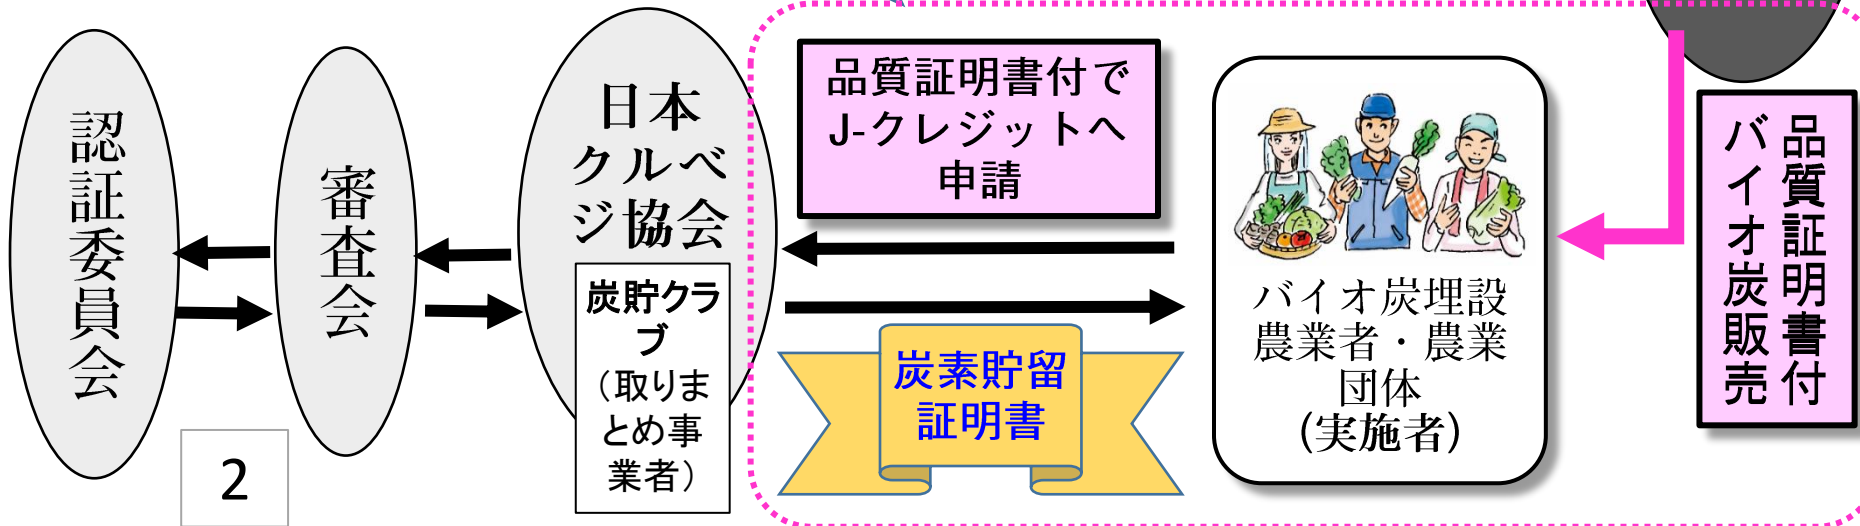 認証委員会
審査会
日本
クルベ
ジ協会
炭貯クラ
ブ
（取りま
とめ事
業者）
品質証明書付で
J-クレジットへ
申請
炭素貯留
証明書
バイオ炭埋設
農業者・農業
団体
(実施者)
品質証明書付
バイオ炭販売
2